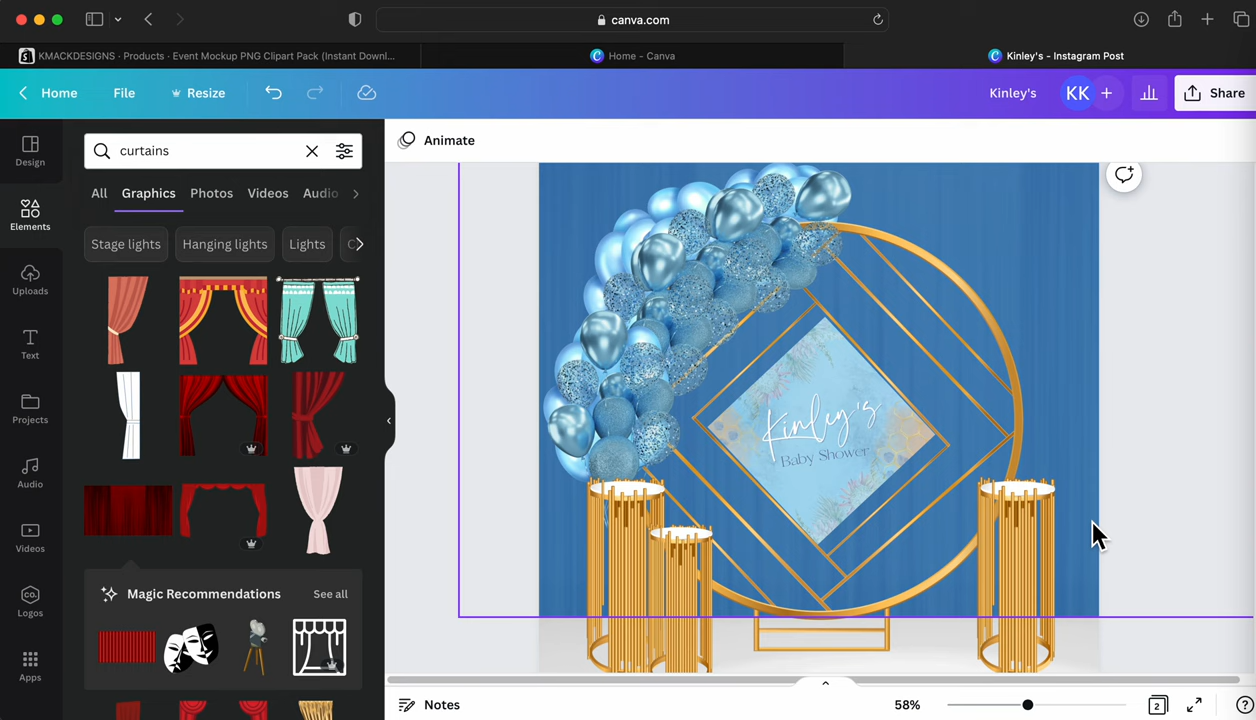 canva.com
KMACKDESIGNS · Products · Event Mockup PNG Clipart Pack (Instant Downl...
Home - Canva
Kinley's - Instagram Post
Home
File
Resize
Kinley's
KK
Share
Design
Elements
Uploads
Text
Projects
Audio
Videos
Logos
Apps
curtains
All
Graphics
Photos
Videos
Audio
Stage lights
Hanging lights
Lights
Magic Recommendations
See all
Animate
Kinley's
Baby Shower
Notes
58%
2